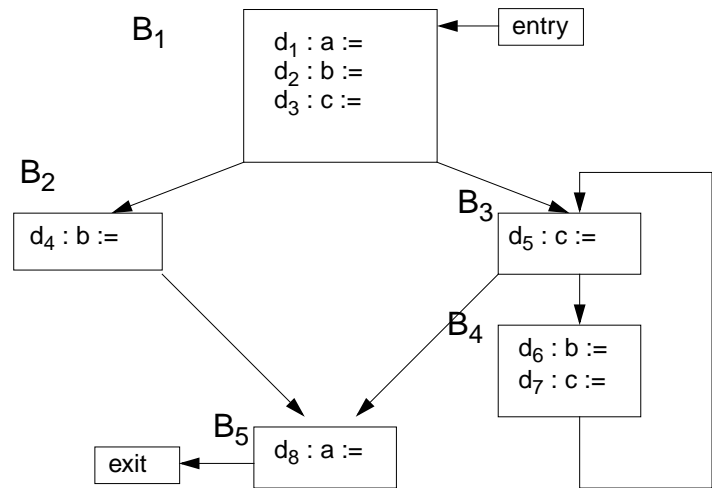 B1
entry
d1 : a :=
d2 : b :=
d3 : c :=
B2
B3
d4 : b :=
d5 : c :=
B4
d6 : b :=
d7 : c :=
B5
d8 : a :=
exit